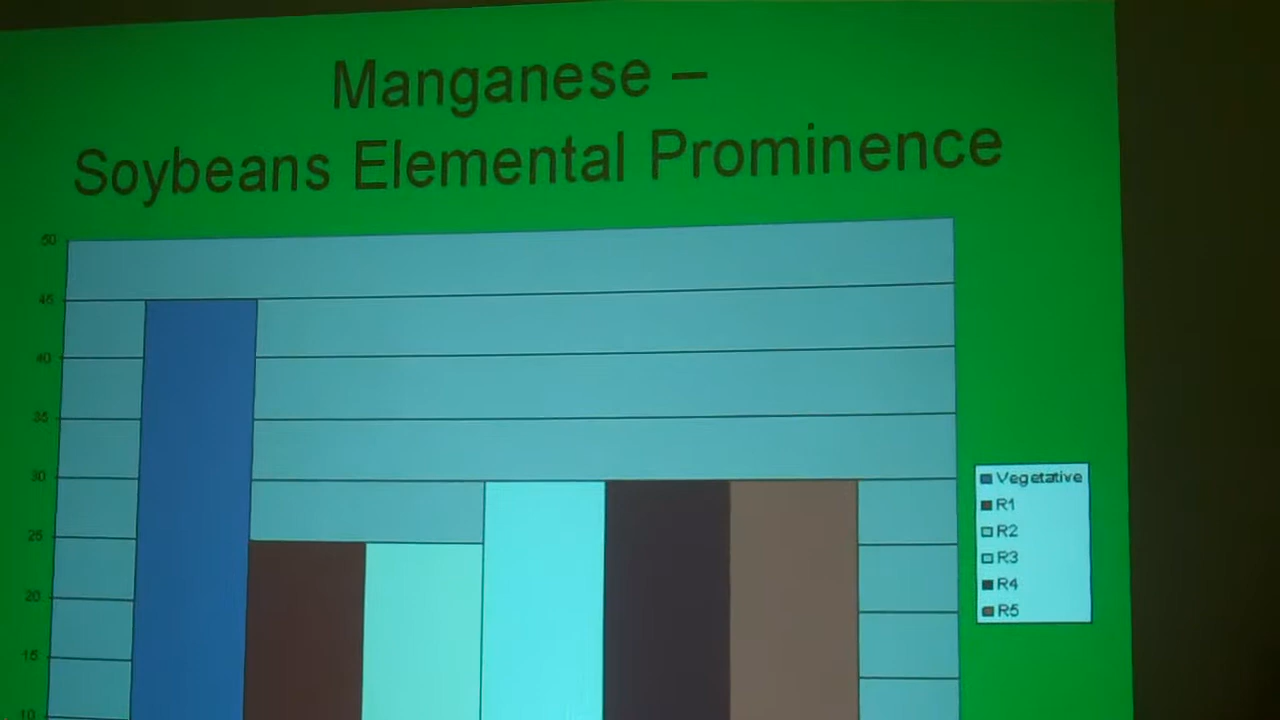 Manganese –
Soybeans Elemental Prominence
50
45
40
35
30
25
20
15
10
Vegetative
R1
R2
R3
R4
R5